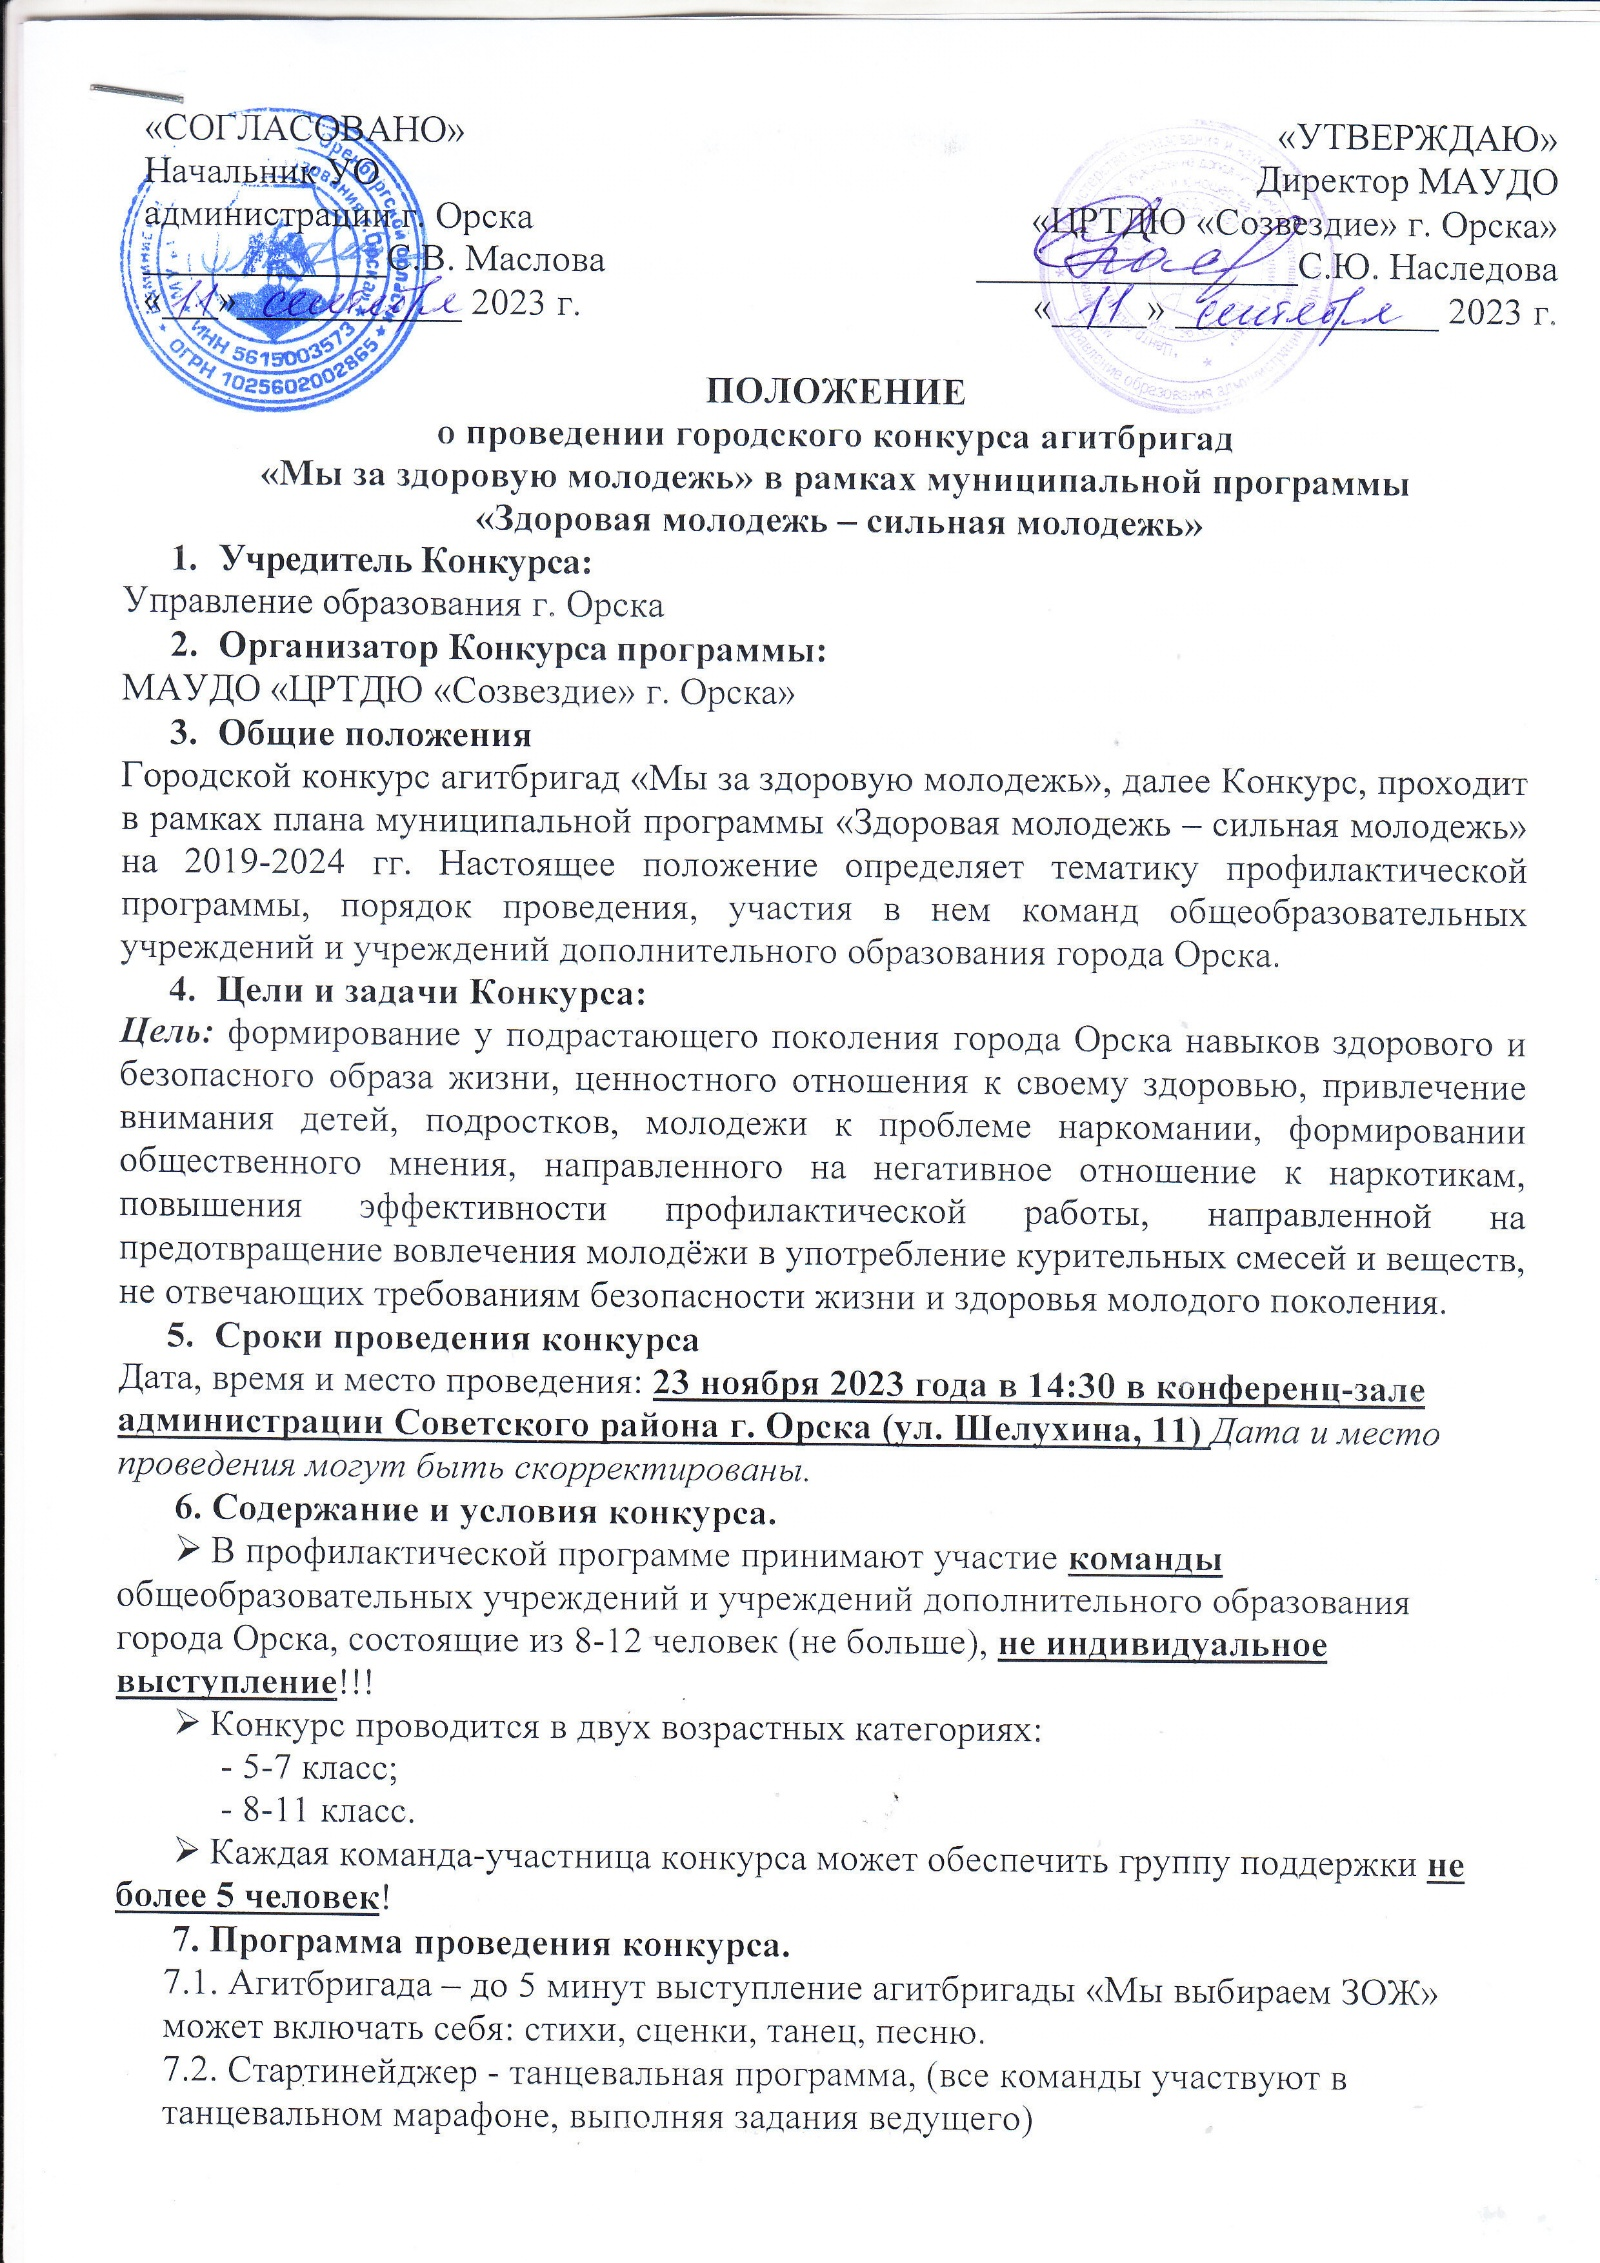 «СОГЛАСОВАНО»
Начальник УО
администрации г. Орска
С.В. Маслова
«11» сентября 2023 г.
ИНН 5615003573
ОГРН 1025602002865
«УТВЕРЖДАЮ»
Директор МАУДО
«ЦРТДЮ «Созвездие» г. Орска»
С.Ю. Наследова
«11» сентября 2023 г.
ПОЛОЖЕНИЕ
о проведении городского конкурса агитбригад
«Мы за здоровую молодежь» в рамках муниципальной программы
«Здоровая молодежь – сильная молодежь»
1. Учредитель Конкурса:
Управление образования г. Орска
2. Организатор Конкурса программы:
МАУДО «ЦРТДЮ «Созвездие» г. Орска»
3. Общие положения
Городской конкурс агитбригад «Мы за здоровую молодежь», далее Конкурс, проходит
в рамках плана муниципальной программы «Здоровая молодежь – сильная молодежь»
на 2019-2024 гг. Настоящее положение определяет тематику профилактической
программы, порядок проведения, участия в нем команд общеобразовательных
учреждений и учреждений дополнительного образования города Орска.
4. Цели и задачи Конкурса:
Цель: формирование у подрастающего поколения города Орска навыков здорового и
безопасного образа жизни, ценностного отношения к своему здоровью, привлечение
внимания детей, подростков, молодежи к проблеме наркомании, формировании
общественного мнения, направленного на негативное отношение к наркотикам,
повышения эффективности профилактической работы, направленной на
предотвращение вовлечения молодёжи в употребление курительных смесей и веществ,
не отвечающих требованиям безопасности жизни и здоровья молодого поколения.
5. Сроки проведения конкурса
Дата, время и место проведения: 23 ноября 2023 года в 14:30 в конференц-зале
администрации Советского района г. Орска (ул. Шелухина, 11) Дата и место
проведения могут быть скорректированы.
6. Содержание и условия конкурса.
➢ В профилактической программе принимают участие команды
общеобразовательных учреждений и учреждений дополнительного образования
города Орска, состоящие из 8-12 человек (не больше), не индивидуальное
выступление!!!
➢ Конкурс проводится в двух возрастных категориях:
- 5-7 класс;
- 8-11 класс.
➢ Каждая команда-участница конкурса может обеспечить группу поддержки не
более 5 человек!
7. Программа проведения конкурса.
7.1. Агитбригада – до 5 минут выступление агитбригады «Мы выбираем ЗОЖ»
может включать себя: стихи, сценки, танец, песню.
7.2. Стартинейджер - танцевальная программа, (все команды участвуют в
танцевальном марафоне, выполняя задания ведущего)